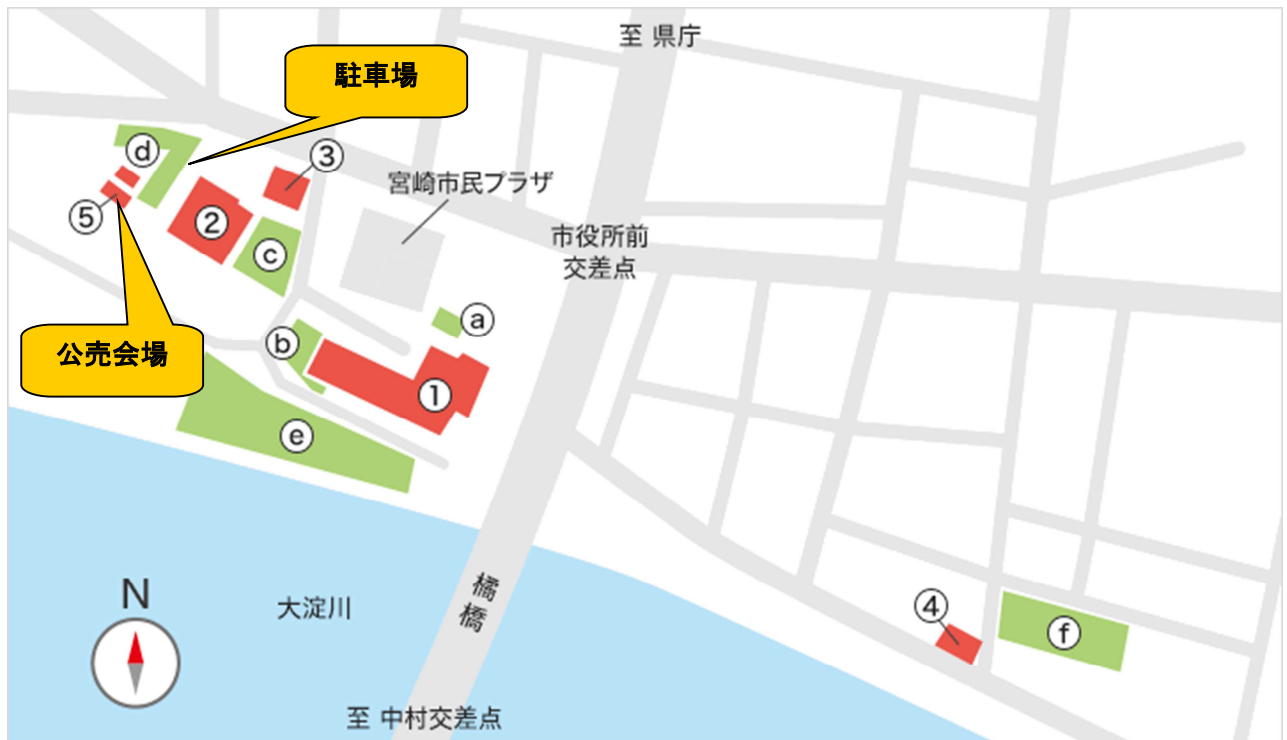 至 県庁
駐車場
ⓓ
③
宮崎市民プラザ
⑤
②
ⓒ
市役所前
交差点
ⓐ
ⓑ
公売会場
①
ⓔ
橘橋
N
大淀川
④
ⓕ
至 中村交差点